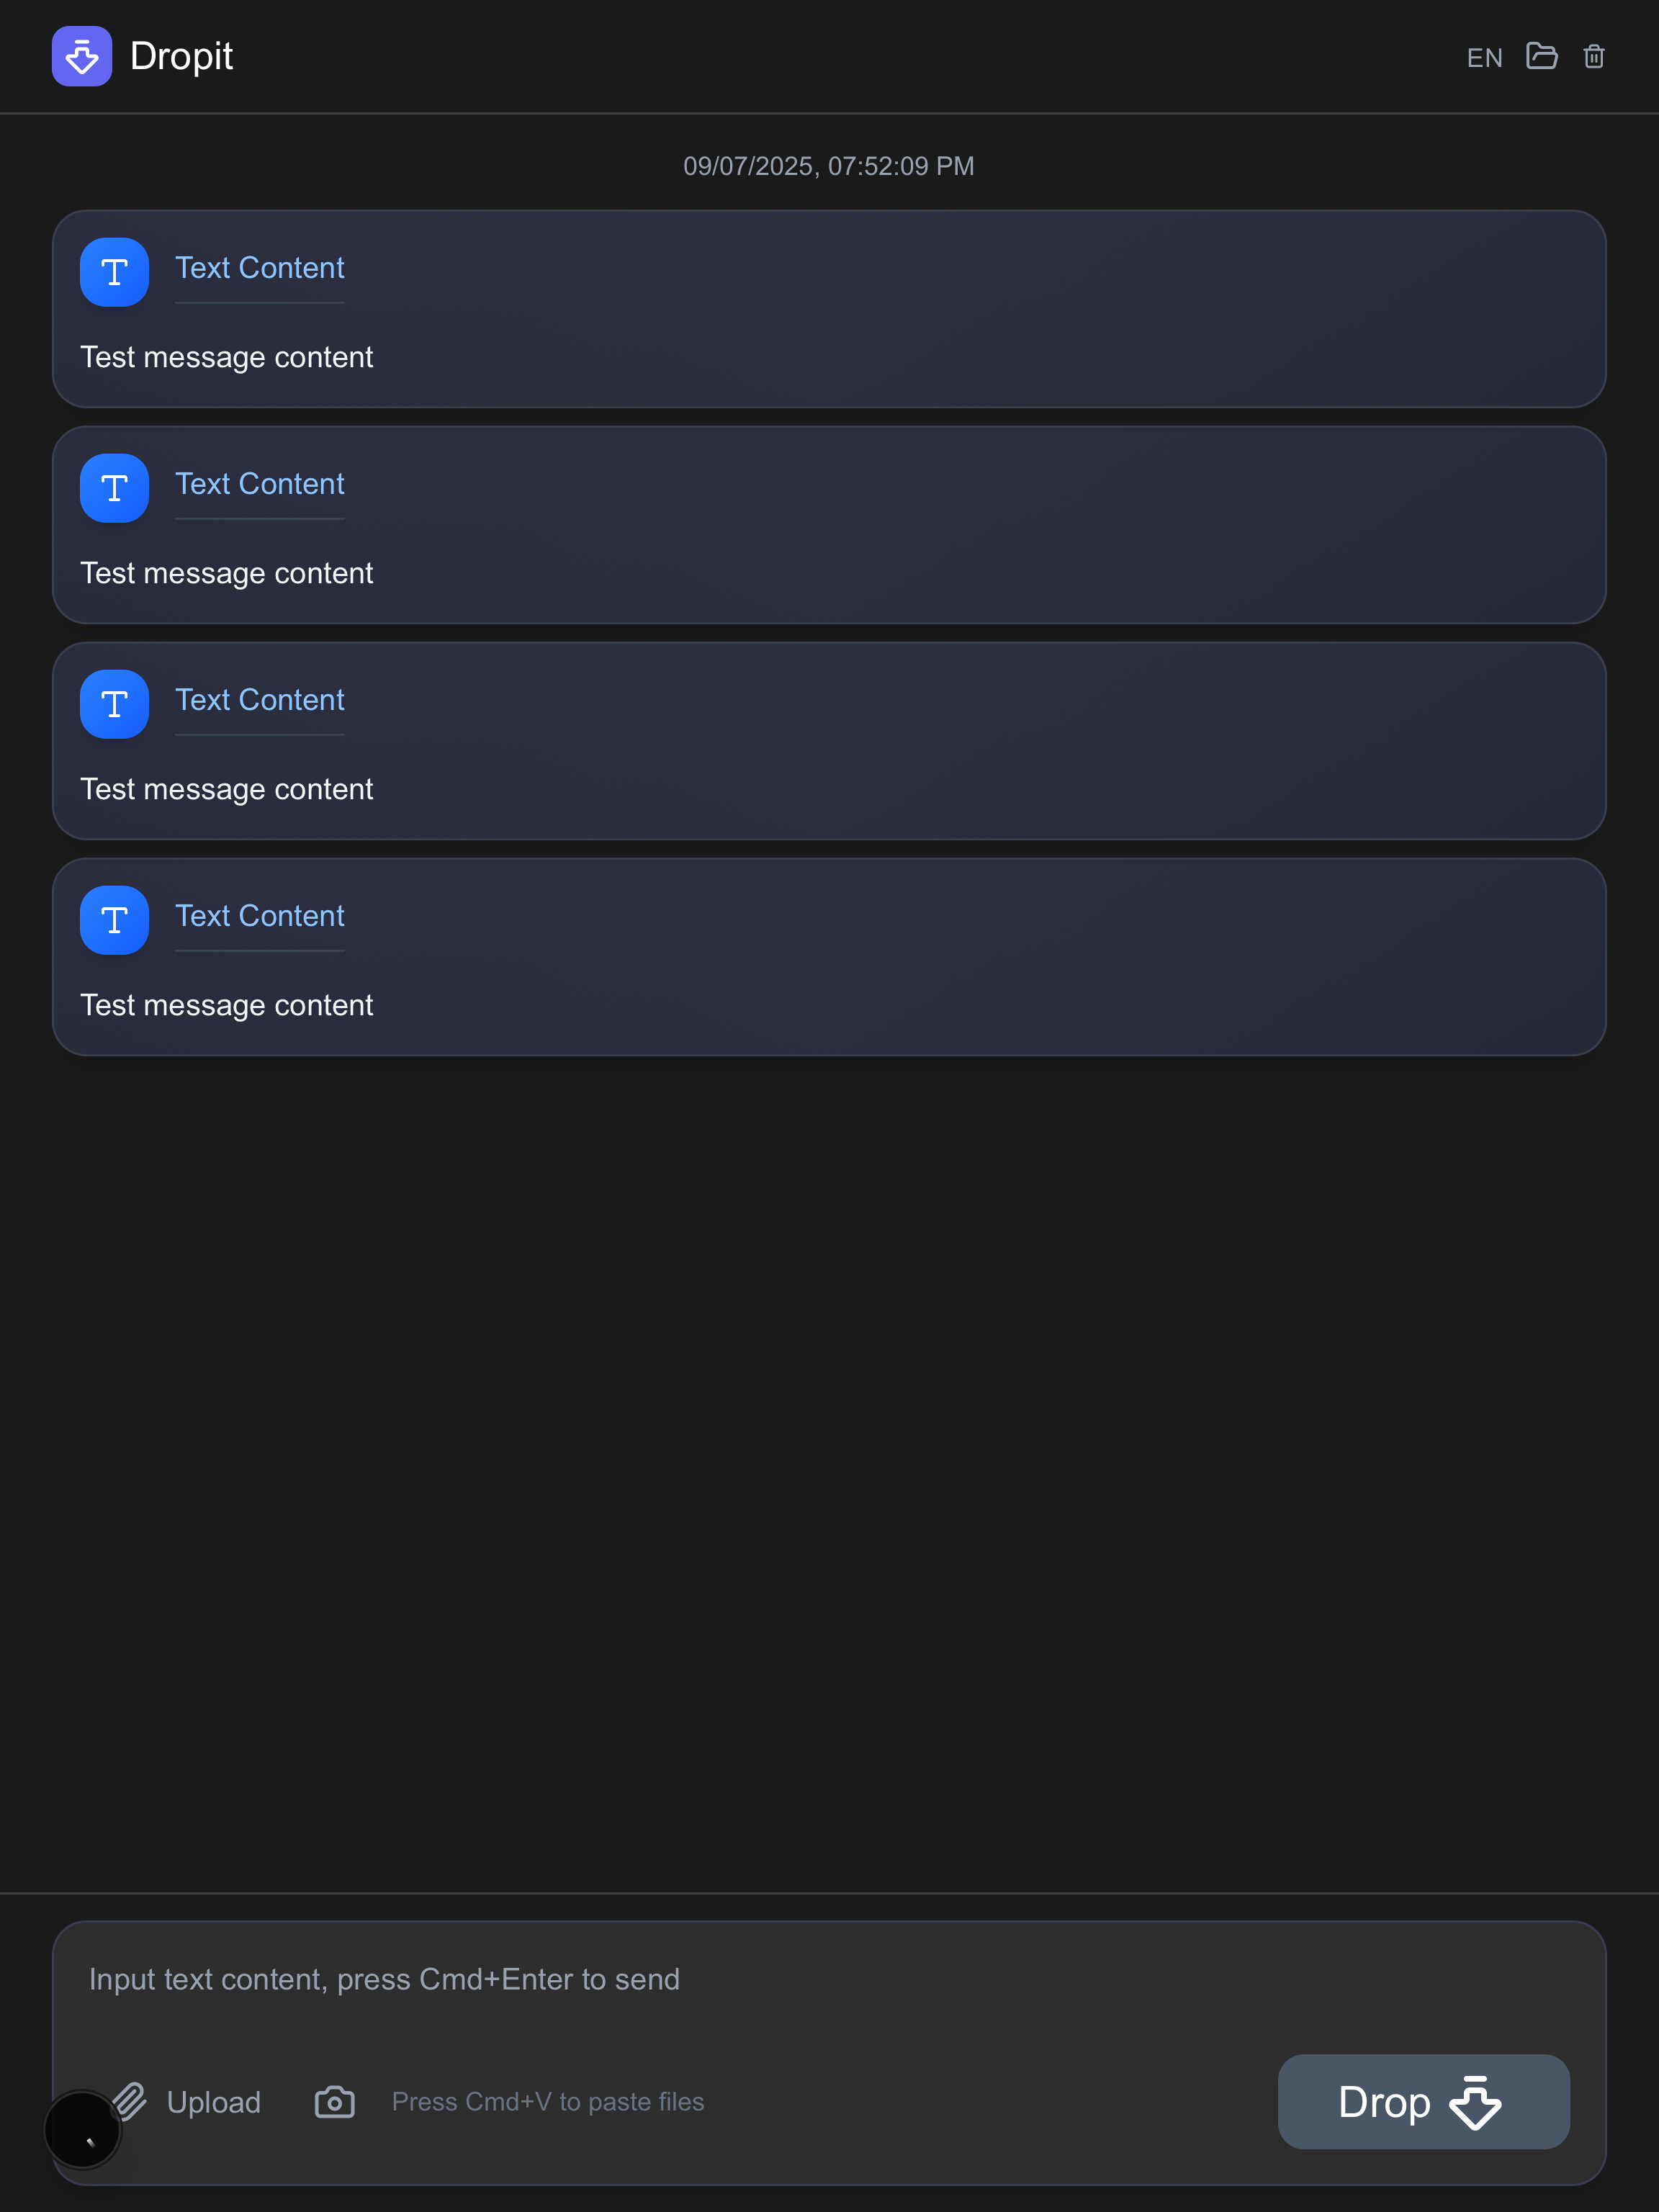 Dropit
EN
09/07/2025, 07:52:09 PM
Text Content
Test message content
Text Content
Test message content
Text Content
Test message content
Text Content
Test message content
Input text content, press Cmd+Enter to send
Upload
Press Cmd+V to paste files
Drop